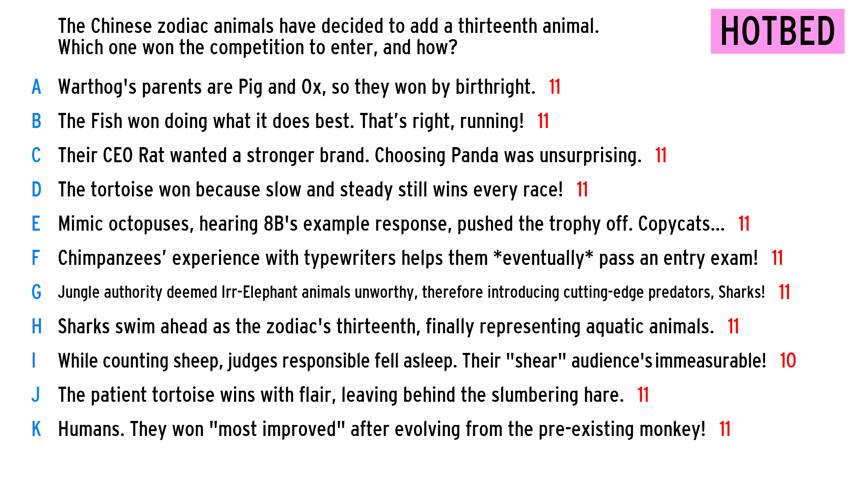 The Chinese zodiac animals have decided to add a thirteenth animal.
Which one won the competition to enter, and how?
HOTBED
A Warthog's parents are Pig and Ox, so they won by birthright. 11
B The Fish won doing what it does best. That's right, running! 11
C Their CEO Rat wanted a stronger brand. Choosing Panda was unsurprising. 11
D The tortoise won because slow and steady still wins every race! 11
E Mimic octopuses, hearing 8B's example response, pushed the trophy off. Copycats... 11
F Chimpanzees’ experience with typewriters helps them *eventually* pass an entry exam! 11
G Jungle authority deemed Irr-Elephant animals unworthy, therefore introducing cutting-edge predators, Sharks! 11
H Sharks swim ahead as the zodiac's thirteenth, finally representing aquatic animals. 11
I While counting sheep, judges responsible fell asleep. Their "shear" audience's immeasurable! 10
J The patient tortoise wins with flair, leaving behind the slumbering hare. 11
K Humans. They won "most improved" after evolving from the pre-existing monkey! 11